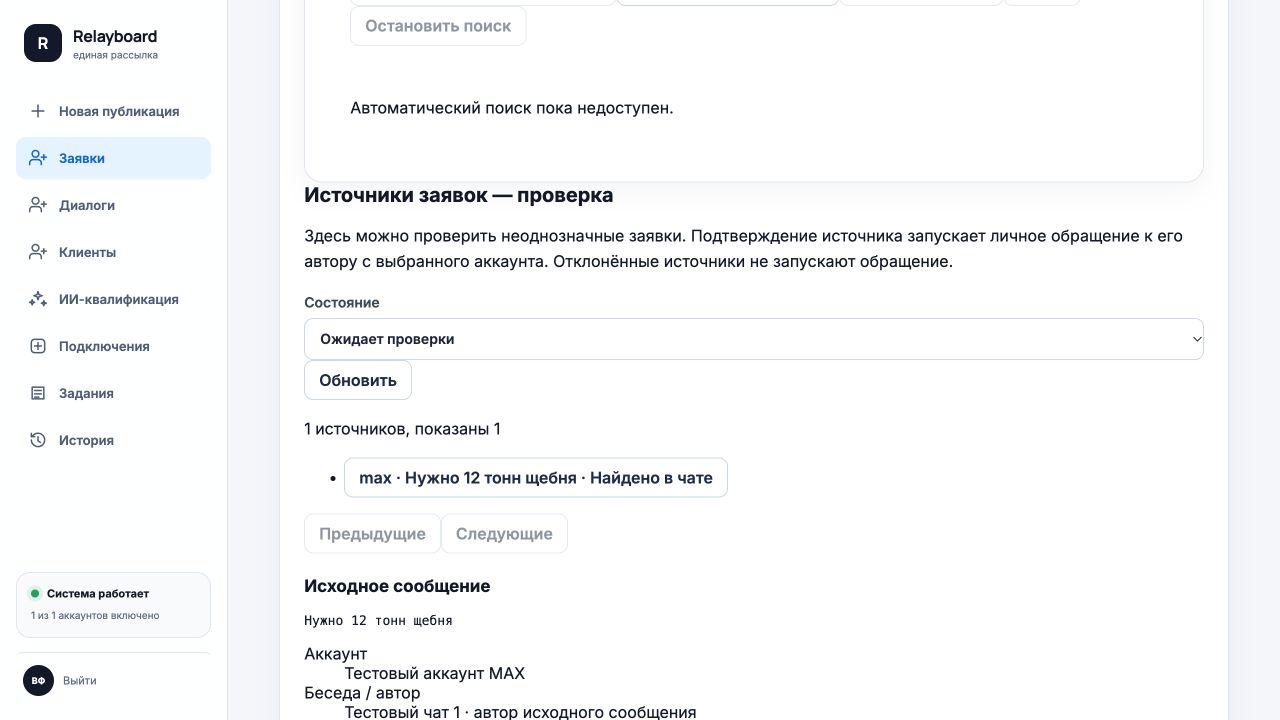 R
Relayboard
единая рассылка
Новая публикация
Заявки
Диалоги
Клиенты
ИИ-квалификация
Подключения
Задания
История
Система работает
1 из 1 аккаунтов включено
ВФ
Выйти
Остановить поиск
Автоматический поиск пока недоступен.
Источники заявок — проверка
Здесь можно проверить неоднозначные заявки. Подтверждение источника запускает личное обращение к его
автору с выбранного аккаунта. Отклонённые источники не запускают обращение.
Состояние
Ожидает проверки
Обновить
1 источников, показаны 1
• max · Нужно 12 тонн щебня · Найдено в чате
Предыдущие Следующие
Исходное сообщение
Нужно 12 тонн щебня
Аккаунт
Тестовый аккаунт MAX
Беседа / автор
Тестовый чат 1 · автор исходного сообщения